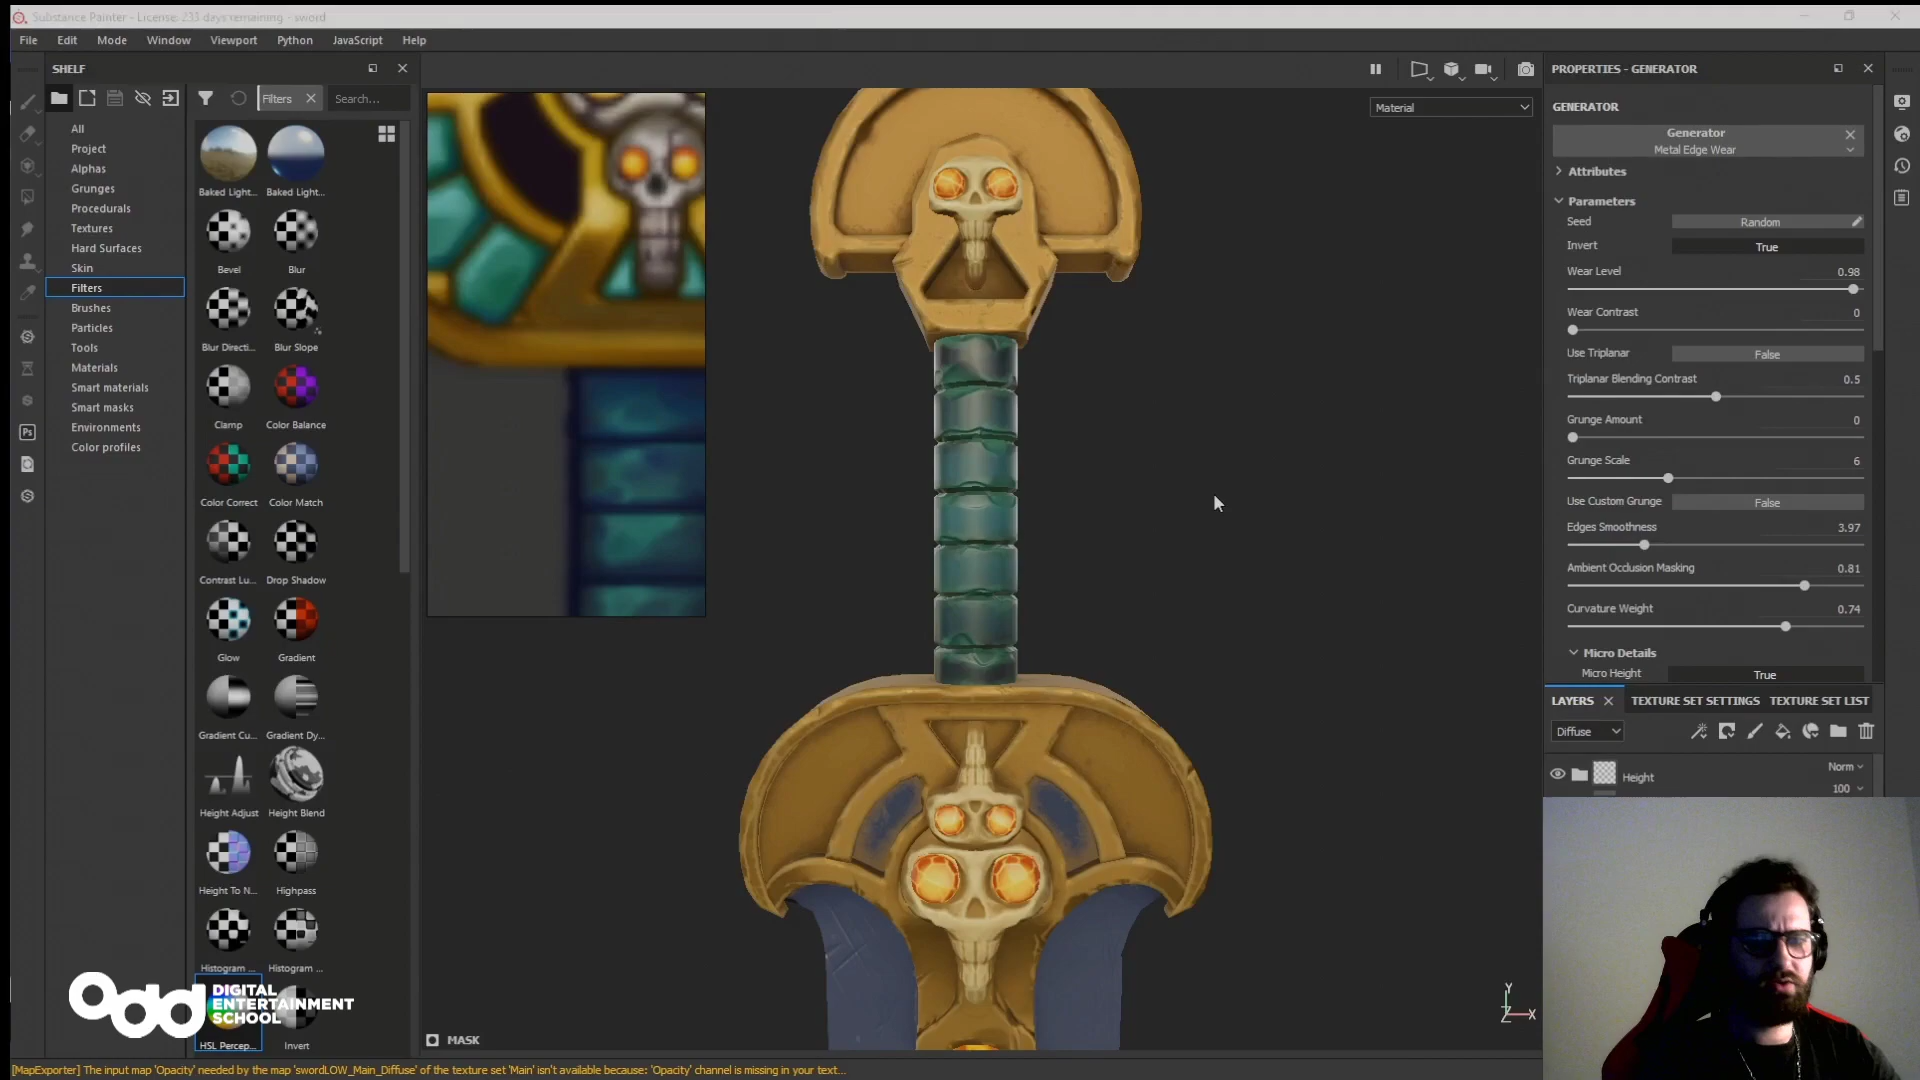 Substance Painter - License: 233 days remaining - sword
File Edit Mode Window Viewport Python JavaScript Help
SHELF
Filters
Search...
All
Project
Alphas
Grunges
Procedurals
Textures
Hard Surfaces
Skin
Filters
Brushes
Particles
Tools
Materials
Smart materials
Smart masks
Environments
Color profiles
Baked Light... Baked Light...
Bevel Blur
Blur Directi... Blur Slope
Clamp Color Balance
Color Correct Color Match
Contrast Lu... Drop Shadow
Glow Gradient
Gradient Cu... Gradient Dy...
Height Adjust Height Blend
Height To N... Highpass
Histogram ... Histogram ...
HSL Percep... Invert
Ps
Material
MASK
Y
Z X
PROPERTIES - GENERATOR
GENERATOR
Generator
Metal Edge Wear
Attributes
Parameters
Seed Random
Invert True
Wear Level 0.98
Wear Contrast 0
Use Triplanar False
Triplanar Blending Contrast 0.5
Grunge Amount 0
Grunge Scale 6
Use Custom Grunge False
Edges Smoothness 3.97
Ambient Occlusion Masking 0.81
Curvature Weight 0.74
Micro Details
Micro Height True
LAYERS TEXTURE SET SETTINGS TEXTURE SET LIST
Diffuse
Height Norm
100
Odd DIGITAL
ENTERTAINMENT
SCHOOL
[MapExporter] The input map 'Opacity' needed by the map 'swordLOW_Main_Diffuse' of the texture set 'Main' isn't available because: 'Opacity' channel is missing in your text...